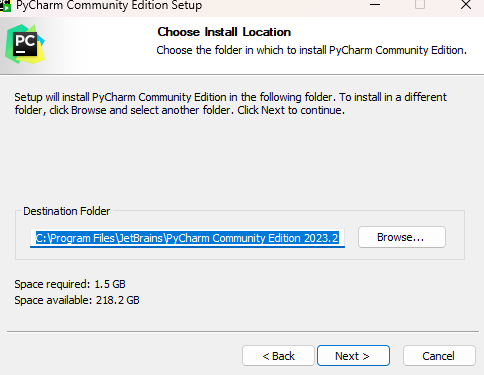 PyCharm Community Edition Setup
PC
Choose Install Location
Choose the folder in which to install PyCharm Community Edition.
Setup will install PyCharm Community Edition in the following folder. To install in a different
folder, click Browse and select another folder. Click Next to continue.
Destination Folder
C:\Program Files\JetBrains\PyCharm Community Edition 2023.2
Browse...
Space required: 1.5 GB
Space available: 218.2 GB
< Back
Next >
Cancel